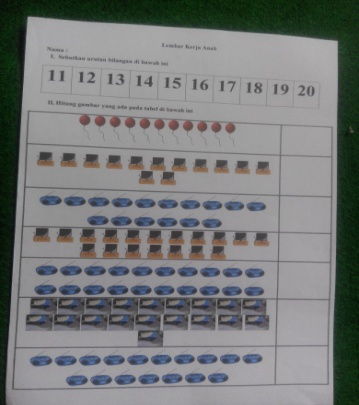 Lembar Kerja Anak
Nama :
I. Sebutkan urutan bilangan di bawah ini
11 12 13 14 15 16 17 18 19 20
II. Hitung gambar yang ada pada tabel di bawah ini